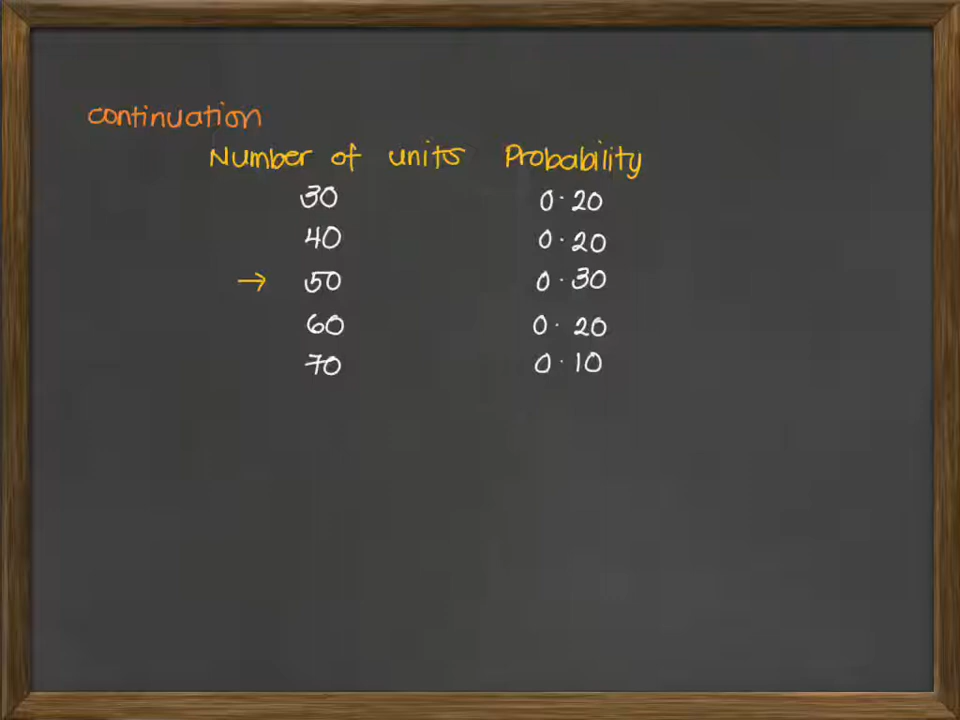 continuation
Number of units Probability
30 0.20
40 0.20
→ 50 0.30
60 0.20
70 0.10